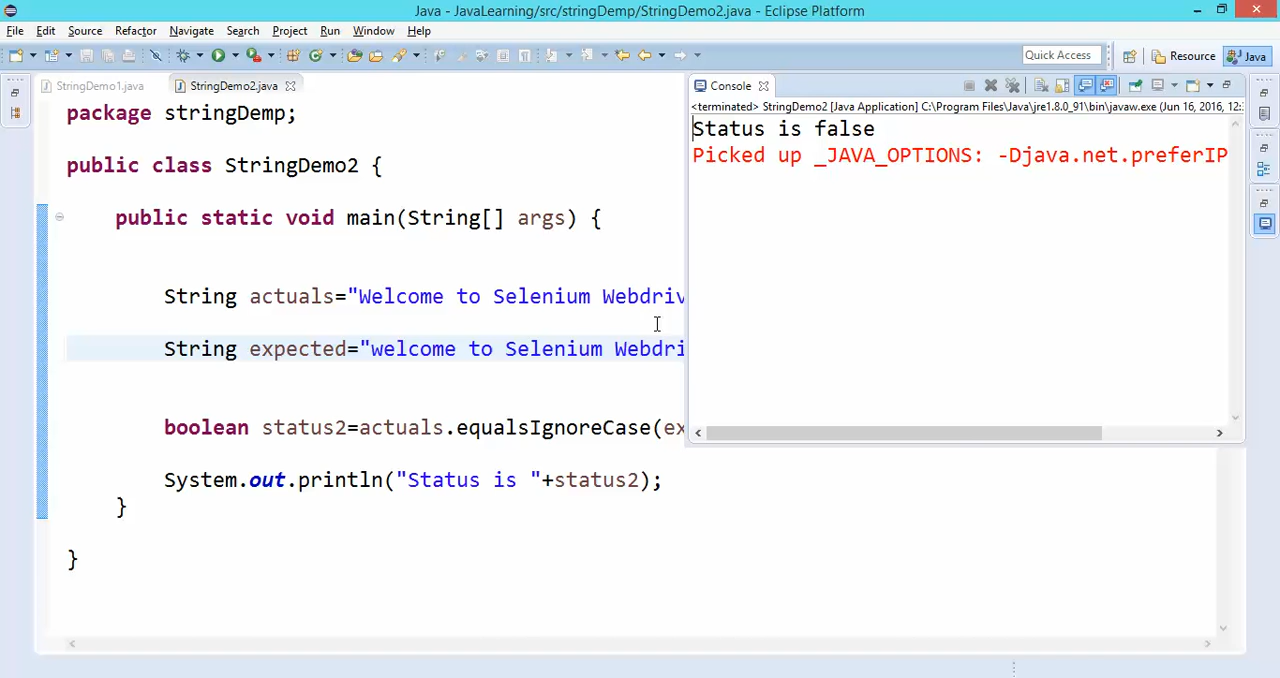 Java - JavaLearning/src/stringDemp/StringDemo2.java - Eclipse Platform
File Edit Source Refactor Navigate Search Project Run Window Help
Quick Access Resource Java
StringDemo1.java StringDemo2.java
package stringDemp;
public class StringDemo2 {
public static void main(String[] args) {
String actuals="Welcome to Selenium Webdriv
String expected="welcome to Selenium Webdri
boolean status2=actuals.equalsIgnoreCase(ex
System.out.println("Status is "+status2);
}
}
Console
<terminated> StringDemo2 [Java Application] C:\Program Files\Java\jre1.8.0_91\bin\javaw.exe (Jun 16, 2016, 12:
Status is false
Picked up _JAVA_OPTIONS: -Djava.net.preferIP